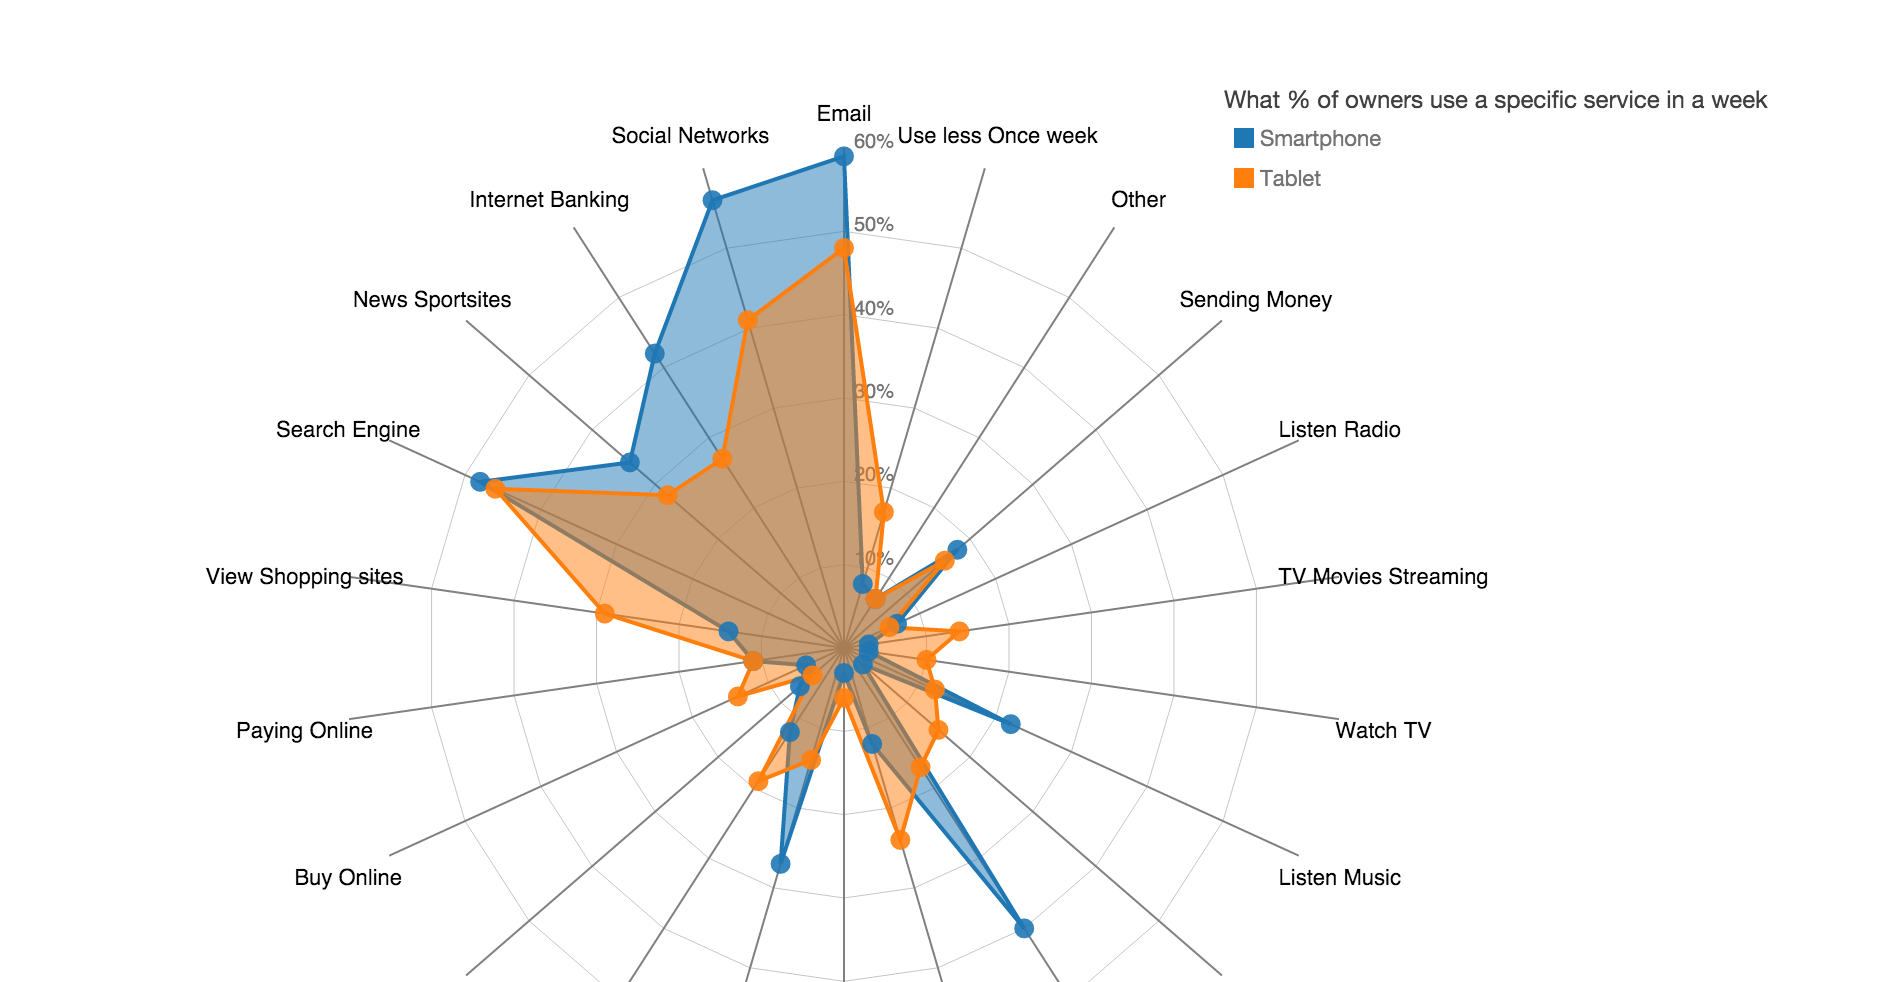 What % of owners use a specific service in a week
Smartphone
Tablet
Email
Social Networks
Use less Once week
Internet Banking
Other
News Sportsites
Sending Money
Search Engine
Listen Radio
View Shopping sites
TV Movies Streaming
Paying Online
Watch TV
Buy Online
Listen Music
60%
50%
40%
30%
20%
10%